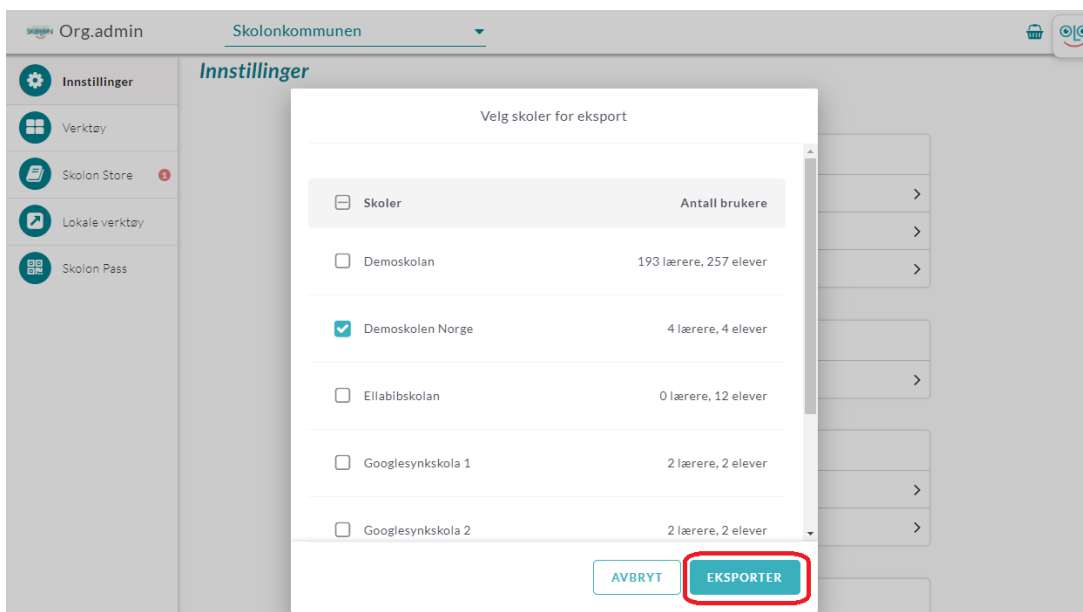 SKOLON Org.admin
Skolonkommunen
Innstillinger
Verktøy
Skolon Store 1
Lokale verktøy
Skolon Pass
Innstillinger
Velg skoler for eksport
Skoler Antall brukere
Demoskolan 193 lærere, 257 elever
Demoskolen Norge 4 lærere, 4 elever
Ellabibskolan 0 lærere, 12 elever
Googlesynkskola 1 2 lærere, 2 elever
Googlesynkskola 2 2 lærere, 2 elever
AVBRYT EKSPORTER